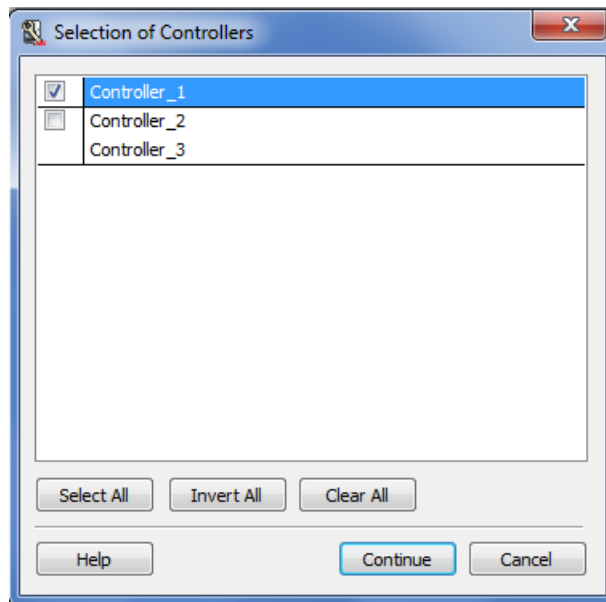 Selection of Controllers
Controller_1
Controller_2
Controller_3
Select All Invert All Clear All
Help Continue Cancel